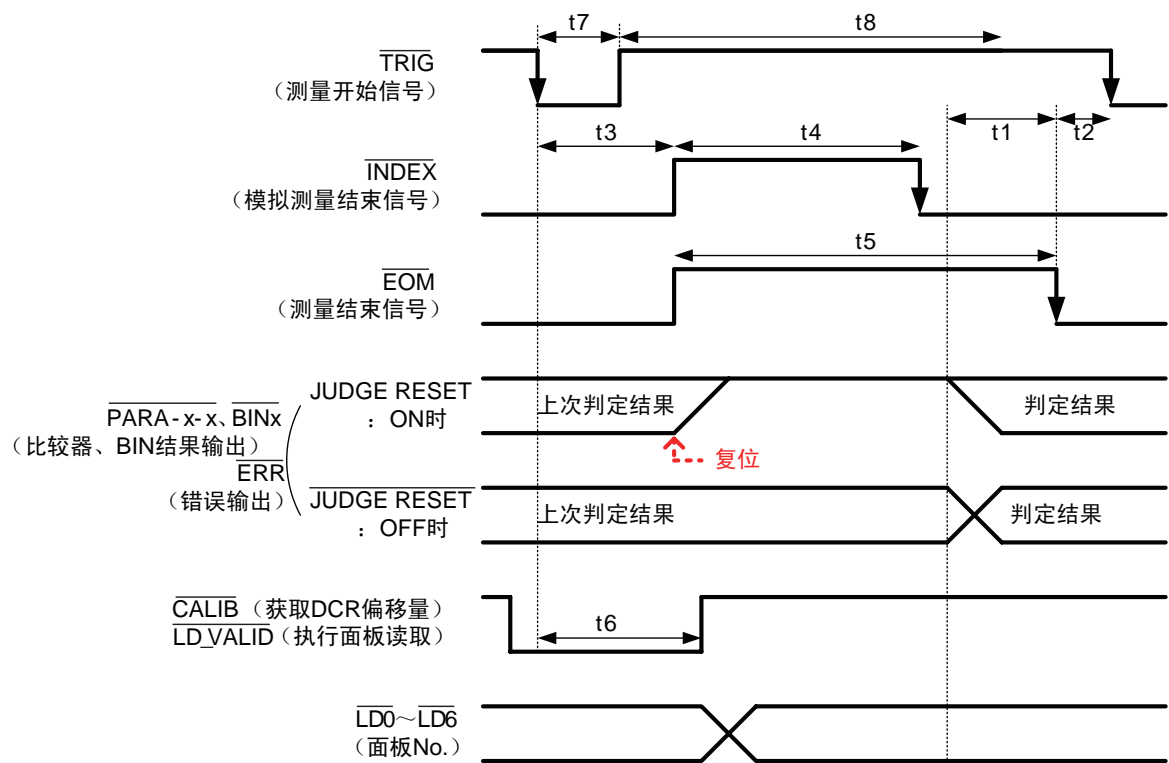 t7
t8
TRIG
（测量开始信号）
t3
t4
t1
t2
INDEX
（模拟测量结束信号）
t5
EOM
（测量结束信号）
JUDGE RESET
：ON时
上次判定结果
判定结果
PARA-x-x、BINx
（比较器、BIN结果输出）
复位
ERR
（错误输出）
JUDGE RESET
：OFF时
上次判定结果
判定结果
CALIB（获取DCR偏移量）
LD_VALID（执行面板读取）
t6
LD0～LD6
（面板No.）